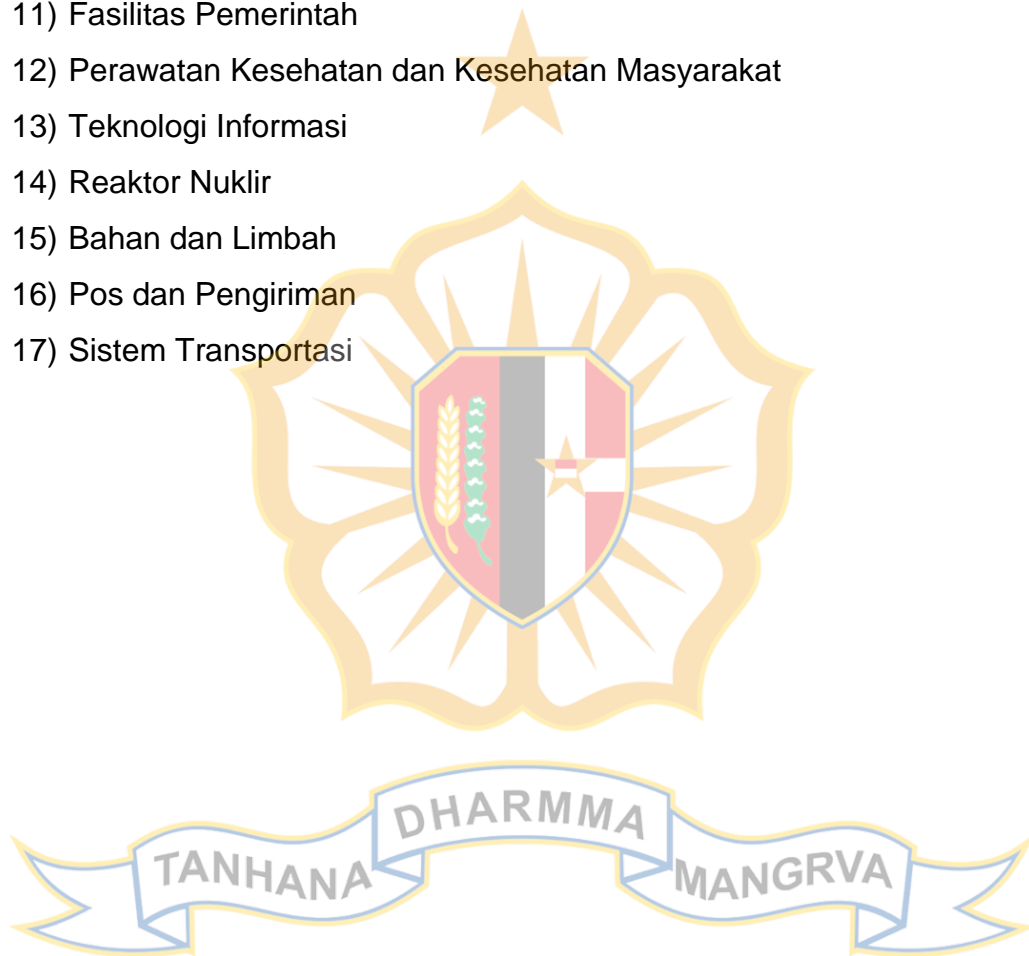 11) Fasilitas Pemerintah
12) Perawatan Kesehatan dan Kesehatan Masyarakat
13) Teknologi Informasi
14) Reaktor Nuklir
15) Bahan dan Limbah
16) Pos dan Pengiriman
17) Sistem Transportasi
TANHANA DHARMMA MANGRVA